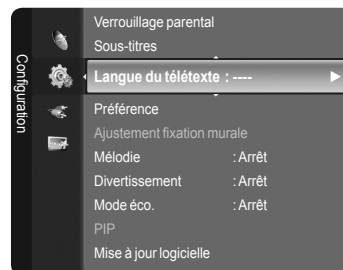 Configuration
Verrouillage parental
Sous-titres
Langue du télétexte : ----
Préférence
Ajustement fixation murale
Mélodie : Arrêt
Divertissement : Arrêt
Mode éco. : Arrêt
PIP
Mise à jour logicielle